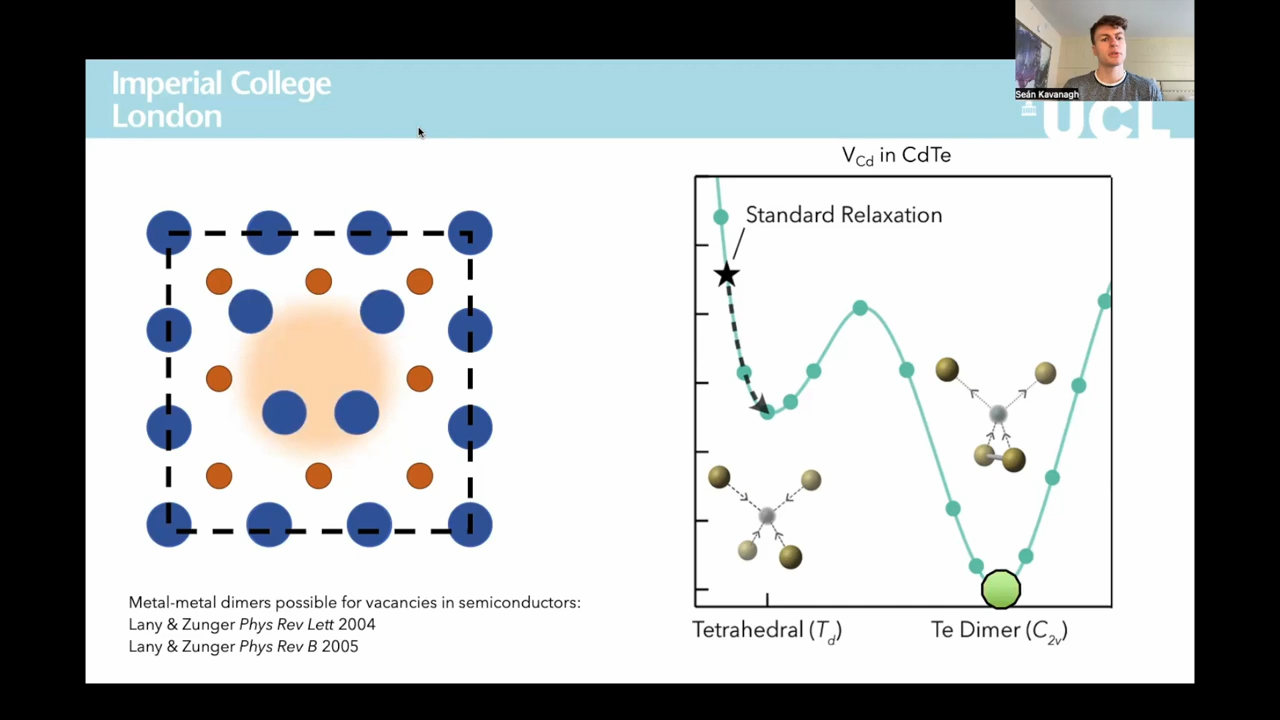 Imperial College
London
Seán Kavanagh
UCL
V_Cd in CdTe
Standard Relaxation
Metal-metal dimers possible for vacancies in semiconductors:
Lany & Zunger Phys Rev Lett 2004
Lany & Zunger Phys Rev B 2005
Tetrahedral (T_d)
Te Dimer (C_2v)